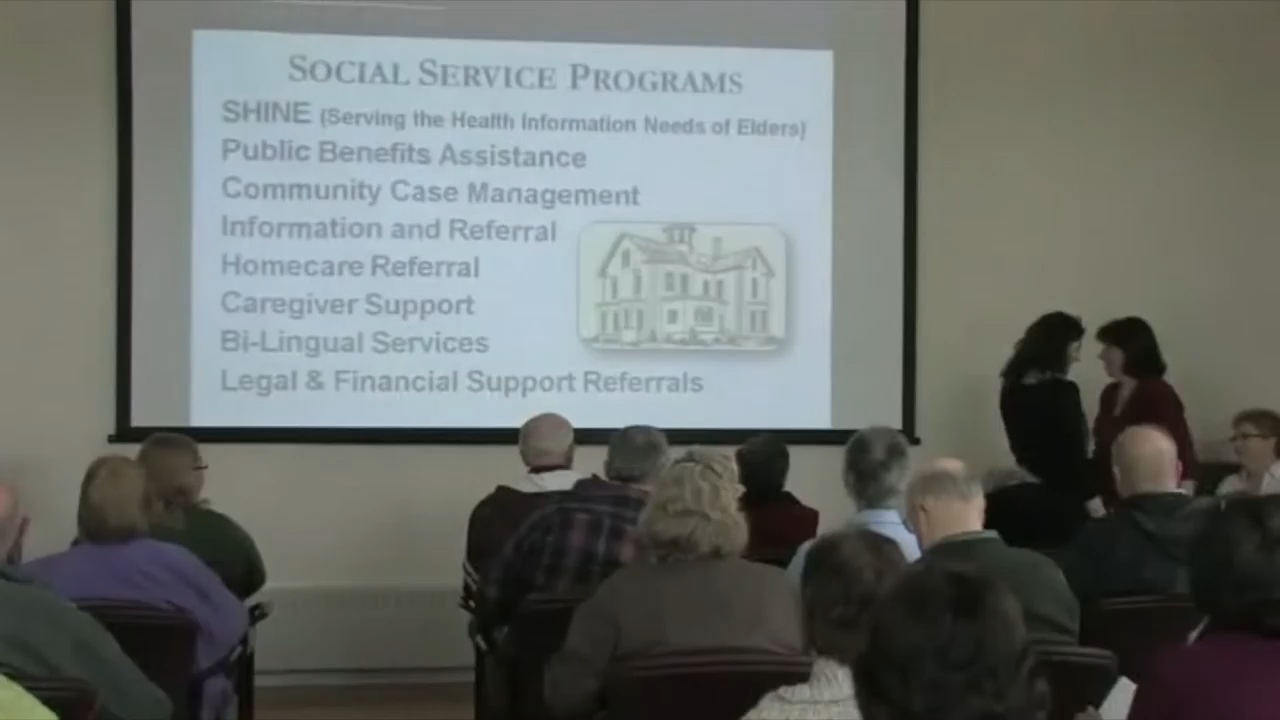 SOCIAL SERVICE PROGRAMS
SHINE (Serving the Health Information Needs of Elders)
Public Benefits Assistance
Community Case Management
Information and Referral
Homecare Referral
Caregiver Support
Bi-Lingual Services
Legal & Financial Support Referrals